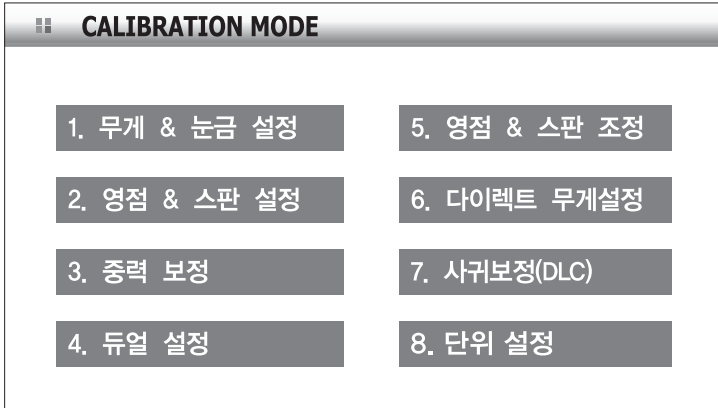 CALIBRATION MODE
1. 무게 & 눈금 설정
2. 영점 & 스판 설정
3. 중력 보정
4. 듀얼 설정
5. 영점 & 스판 조정
6. 다이렉트 무게설정
7. 사귀보정(DLC)
8. 단위 설정